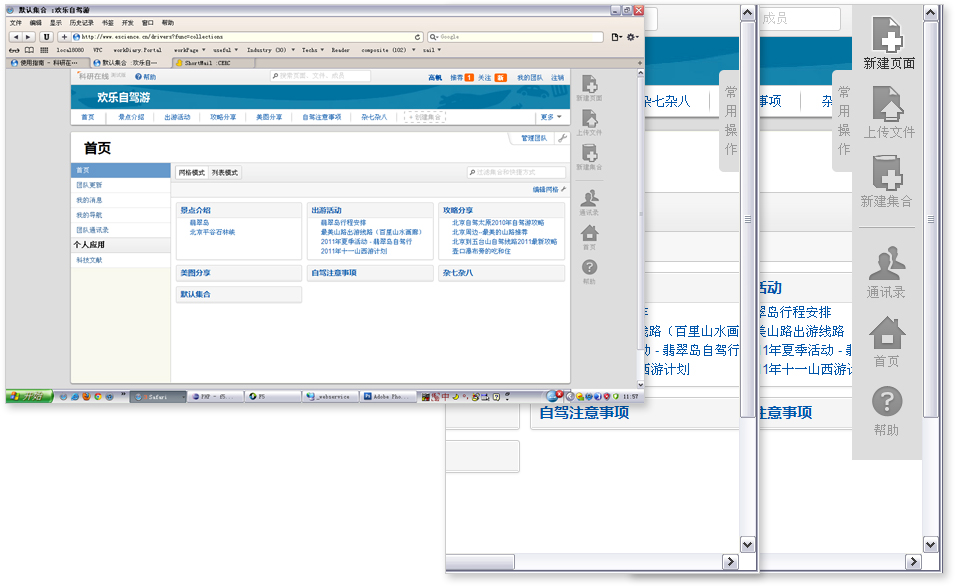 默认集合 :欢乐自驾游
文件 编辑 显示 历史记录 书签 开发 窗口 帮助
http://www.escience.cn/drivers?func=collections
Google
local8080 VPC workDiary.Portal workPage useful Industry (30) Techs Reader composite (102) sail
使用指南 - 科研在… 默认集合 :欢乐自… ShortMail :CERC
科研在线 测试版 帮助 搜索页面、文件、成员 高帆 推荐 1 关注 新 我的团队 注销
欢乐自驾游
首页 景点介绍 出游活动 攻略分享 美图分享 自驾注意事项 杂七杂八 + 创建集合 更多
管理团队
首页
首页
团队更新
我的消息
我的导航
团队通讯录
个人应用
科技文献
网格模式 列表模式 过滤集合和快捷方式
编辑网格
景点介绍
翡翠岛
北京平谷石林峡
出游活动
翡翠岛行程安排
最美山路出游线路（百里山水画廊）
2011年夏季活动 - 翡翠岛自驾行
2011年十一山西游计划
攻略分享
北京自驾太原2010年自驾游攻略
北京周边-最美的山路推荐
北京到五台山自驾线路2011最新攻略
壶口瀑布旁的吃和住
美图分享 自驾注意事项 杂七杂八
默认集合
新建页面
上传文件
新建集合
通讯录
首页
帮助
开始 Safari _webservice Adobe Pho… 11:57
杂七杂八
常用操作
路（百里山水画
动 - 翡翠岛自驾行
西游计划
自驾注意事项
成员
事项 杂
常用操作
活动
翠岛行程安排
美山路出游线路
11年夏季活动 -
11年十一山西游计
注意事项
新建页面
上传文件
新建集合
通讯录
首页
帮助